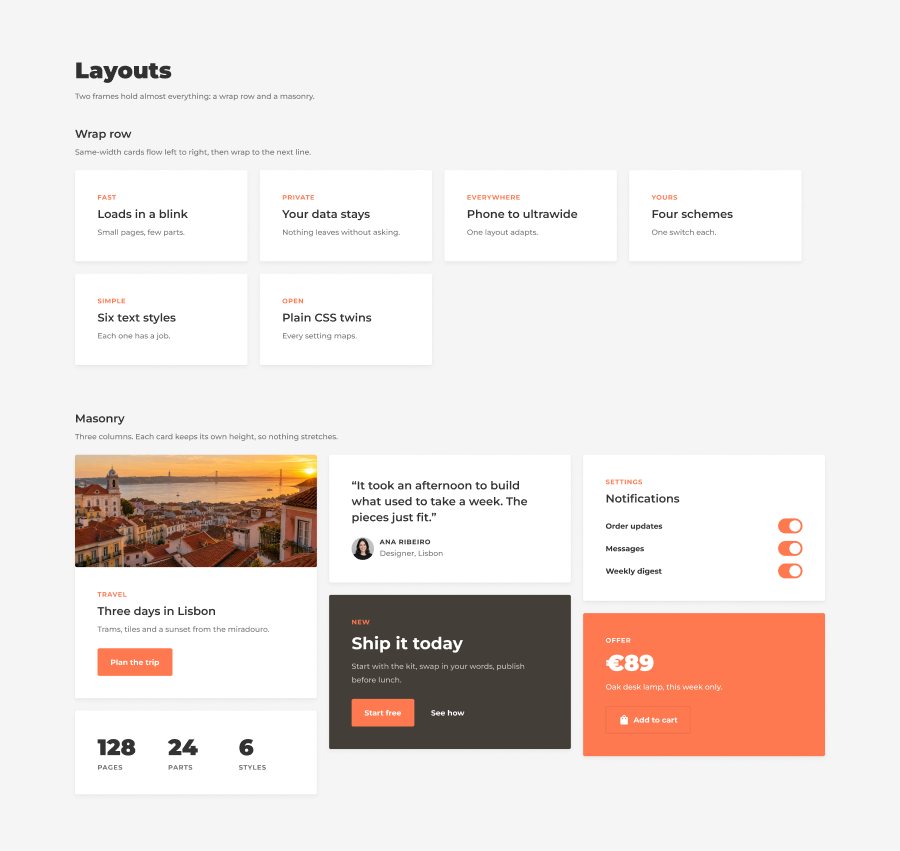 Layouts
Two frames hold almost everything: a wrap row and a masonry.
Wrap row
Same-width cards flow left to right, then wrap to the next line.
FAST
Loads in a blink
Small pages, few parts.
PRIVATE
Your data stays
Nothing leaves without asking.
EVERYWHERE
Phone to ultrawide
One layout adapts.
YOURS
Four schemes
One switch each.
SIMPLE
Six text styles
Each one has a job.
OPEN
Plain CSS twins
Every setting maps.
Masonry
Three columns. Each card keeps its own height, so nothing stretches.
TRAVEL
Three days in Lisbon
Trams, tiles and a sunset from the miradouro.
Plan the trip
128
PAGES
24
PARTS
6
STYLES
“It took an afternoon to build
what used to take a week. The
pieces just fit.”
ANA RIBEIRO
Designer, Lisbon
NEW
Ship it today
Start with the kit, swap in your words, publish
before lunch.
Start free
See how
SETTINGS
Notifications
Order updates
Messages
Weekly digest
OFFER
€89
Oak desk lamp, this week only.
Add to cart